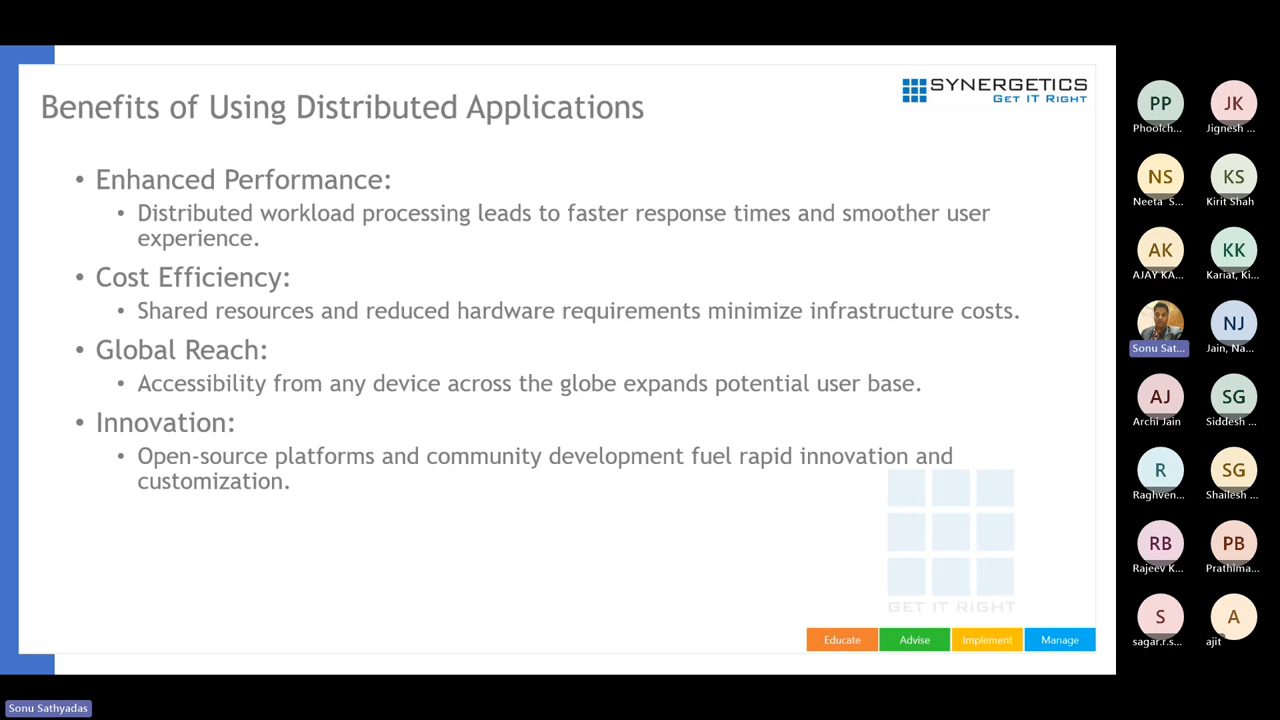 Benefits of Using Distributed Applications
SYNERGETICS
GET IT RIGHT
• Enhanced Performance:
• Distributed workload processing leads to faster response times and smoother user
experience.
• Cost Efficiency:
• Shared resources and reduced hardware requirements minimize infrastructure costs.
• Global Reach:
• Accessibility from any device across the globe expands potential user base.
• Innovation:
• Open-source platforms and community development fuel rapid innovation and
customization.
GET IT RIGHT
Educate
Advise
Implement
Manage
PP
Phoolch...
JK
Jignesh ...
NS
Neeta S...
KS
Kirit Shah
AK
AJAY KA...
KK
Kariat, Ki...
Sonu Sat...
NJ
Jain, Na...
AJ
Archi Jain
SG
Siddesh ...
R
Raghven...
SG
Shailesh ...
RB
Rajeev K...
PB
Prathima...
S
sagar.r.s...
A
ajit
Sonu Sathyadas